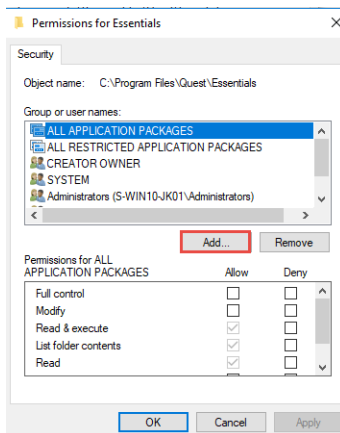 Permissions for Essentials
Security
Object name: C:\Program Files\Quest\Essentials
Group or user names:
ALL APPLICATION PACKAGES
ALL RESTRICTED APPLICATION PACKAGES
CREATOR OWNER
SYSTEM
Administrators (S-WIN10-JK01\Administrators)
Add... Remove
Permissions for ALL
APPLICATION PACKAGES Allow Deny
Full control
Modify
Read & execute
List folder contents
Read
OK Cancel Apply